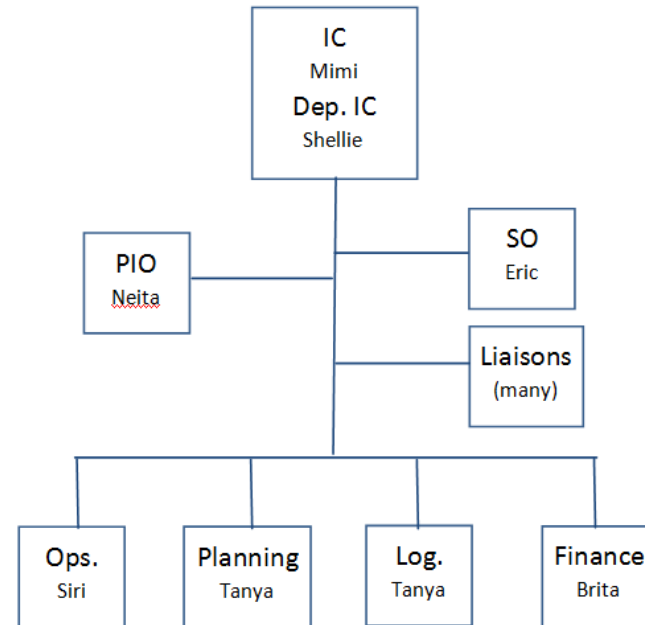 IC
Mimi
Dep. IC
Shellie
PIO
Neita
SO
Eric
Liaisons
(many)
Ops.
Siri
Planning
Tanya
Log.
Tanya
Finance
Brita